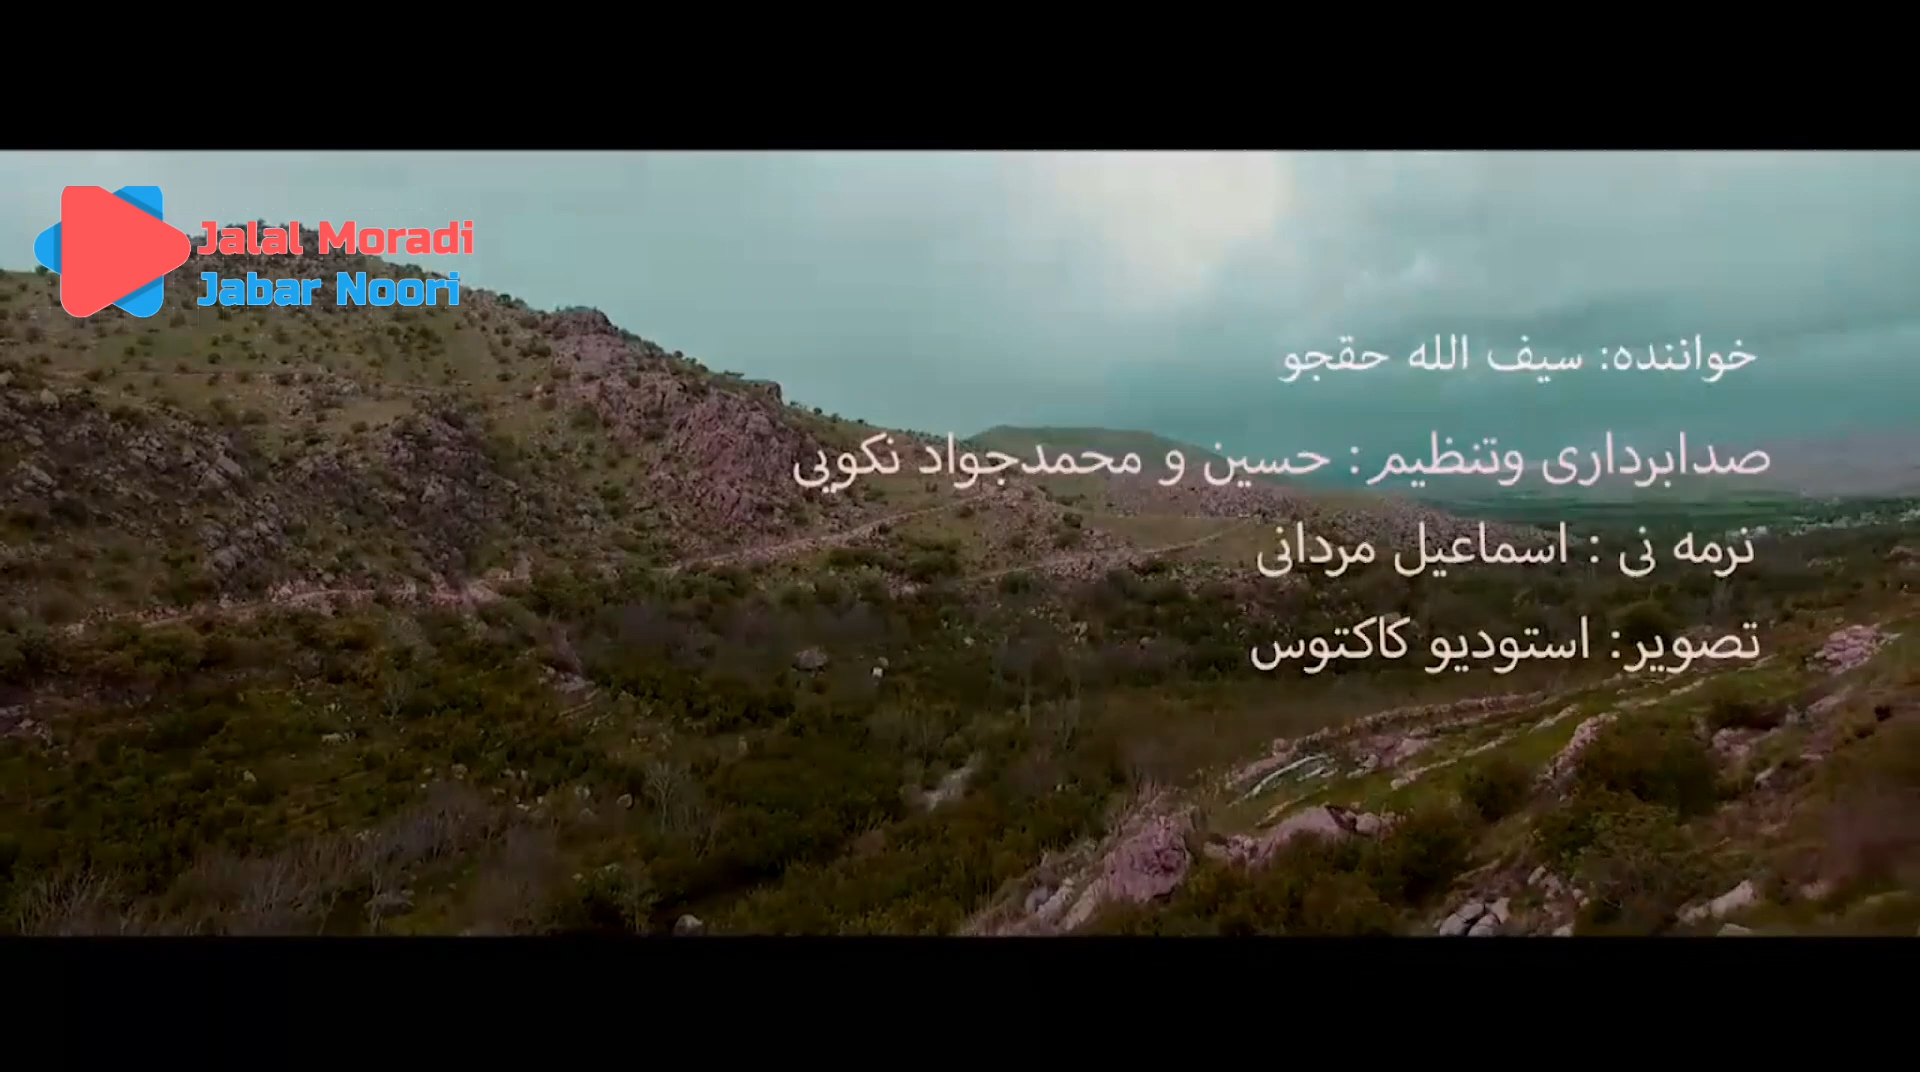 Jalal Moradi
Jabar Noori
خواننده: سیف الله حقجو
صدابرداری وتنظیم : حسین و محمدجواد نکویی
نرمه نی : اسماعیل مردانی
تصویر: استودیو کاکتوس